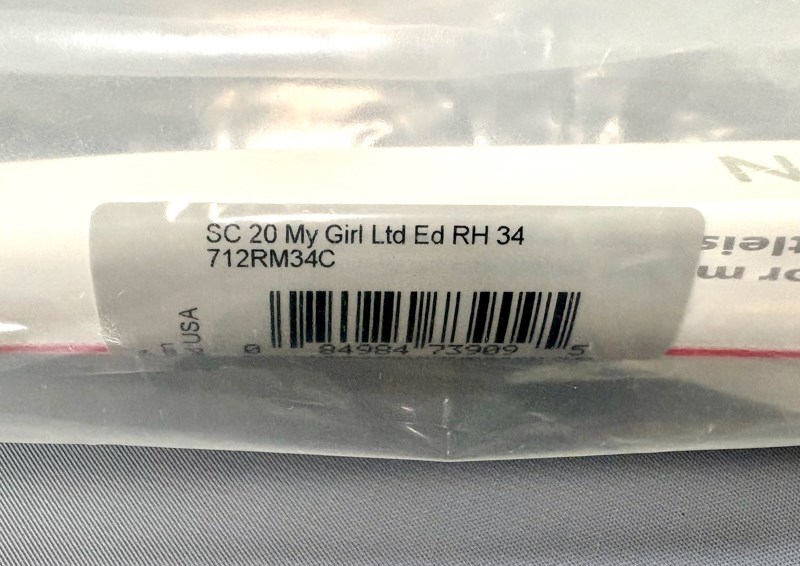 SC 20 My Girl Ltd Ed RH 34
712RM34C
USA
0 84984 73909 5